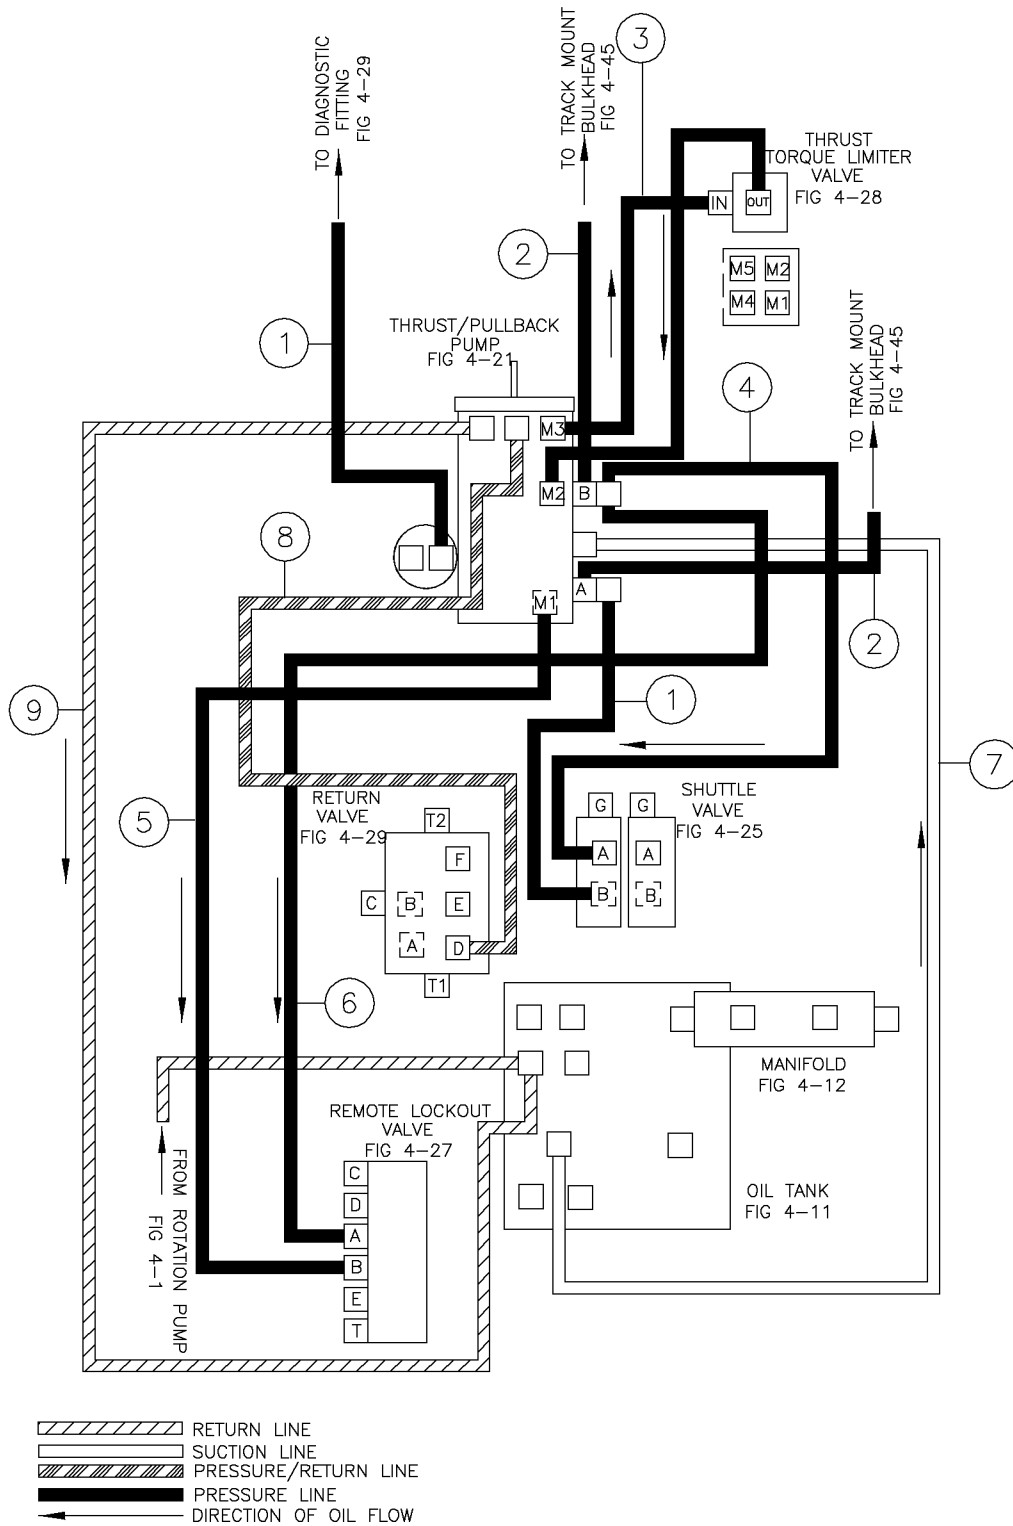 TO DIAGNOSTIC
FITTING
FIG 4-29
TO TRACK MOUNT
BULKHEAD
FIG 4-45
3
THRUST
TORQUE LIMITER
VALVE
FIG 4-28
IN
OUT
2
M5
M2
M4
M1
1
THRUST/PULLBACK
PUMP
FIG 4-21
TO TRACK MOUNT
BULKHEAD
FIG 4-45
4
M3
M2
B
8
A
M1
2
9
1
7
5
RETURN
VALVE
FIG 4-29
SHUTTLE
VALVE
FIG 4-25
T2
G
G
F
A
A
C
B
E
B
B
A
D
T1
6
MANIFOLD
FIG 4-12
REMOTE LOCKOUT
VALVE
FIG 4-27
FROM ROTATION PUMP
FIG 4-1
C
D
A
B
E
T
OIL TANK
FIG 4-11
RETURN LINE
SUCTION LINE
PRESSURE/RETURN LINE
PRESSURE LINE
DIRECTION OF OIL FLOW